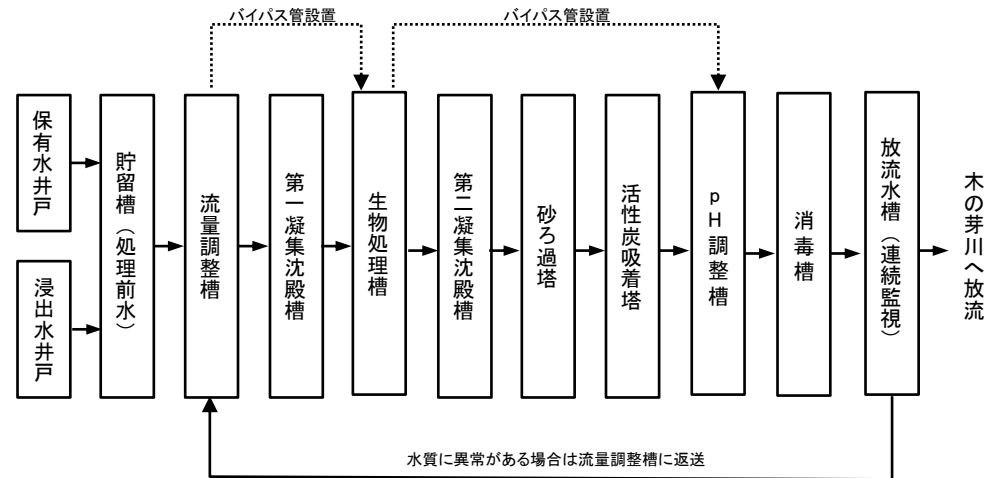 バイパス管設置
バイパス管設置
保有水井戸
浸出水井戸
貯留槽（処理前水）
流量調整槽
第一凝集沈殿槽
生物処理槽
第二凝集沈殿槽
砂ろ過塔
活性炭吸着塔
pH調整槽
消毒槽
放流水槽（連続監視）
木の芽川へ放流
水質に異常がある場合は流量調整槽に返送